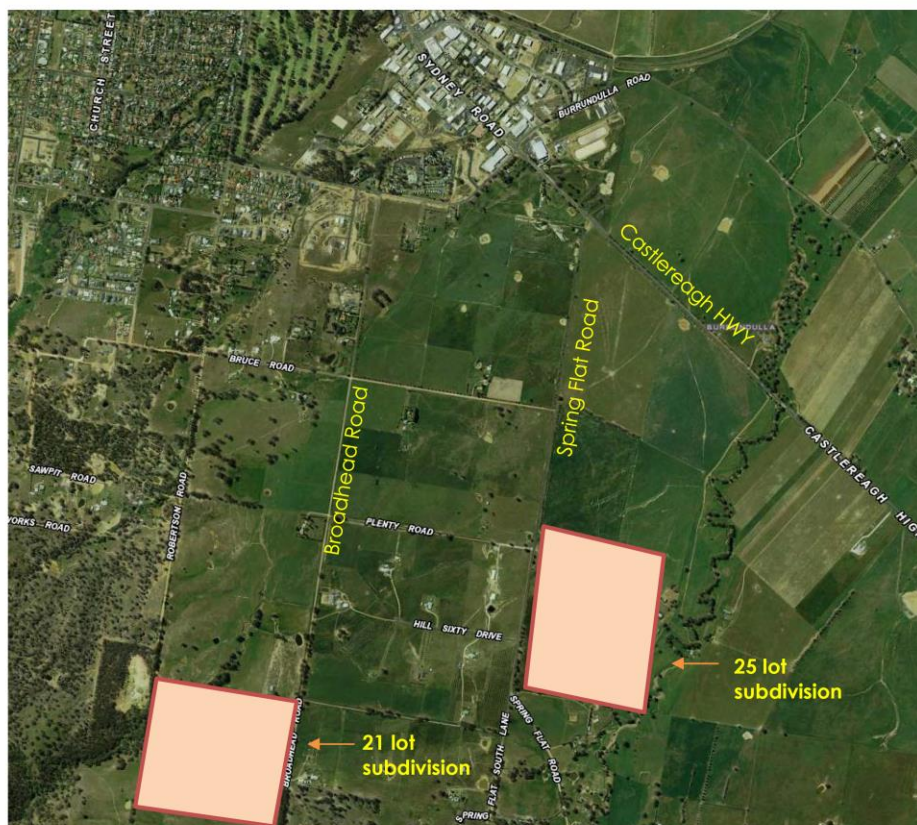 CHURCH STREET
SYDNEY ROAD
BURRUNDULLA ROAD
Castlereagh HWY
BURRUNDULLA
Spring Flat Road
BRUCE ROAD
Broadhead Road
CASTLEREAGH HIGH
SAWPIT ROAD
ROBERTSON ROAD
YORKS ROAD
PLENTY ROAD
HILL SIXTY DRIVE
25 lot
subdivision
SPRING FLAT ROAD
BROADHEAD ROAD
21 lot
subdivision
SPRING FLAT SOUTH LANE